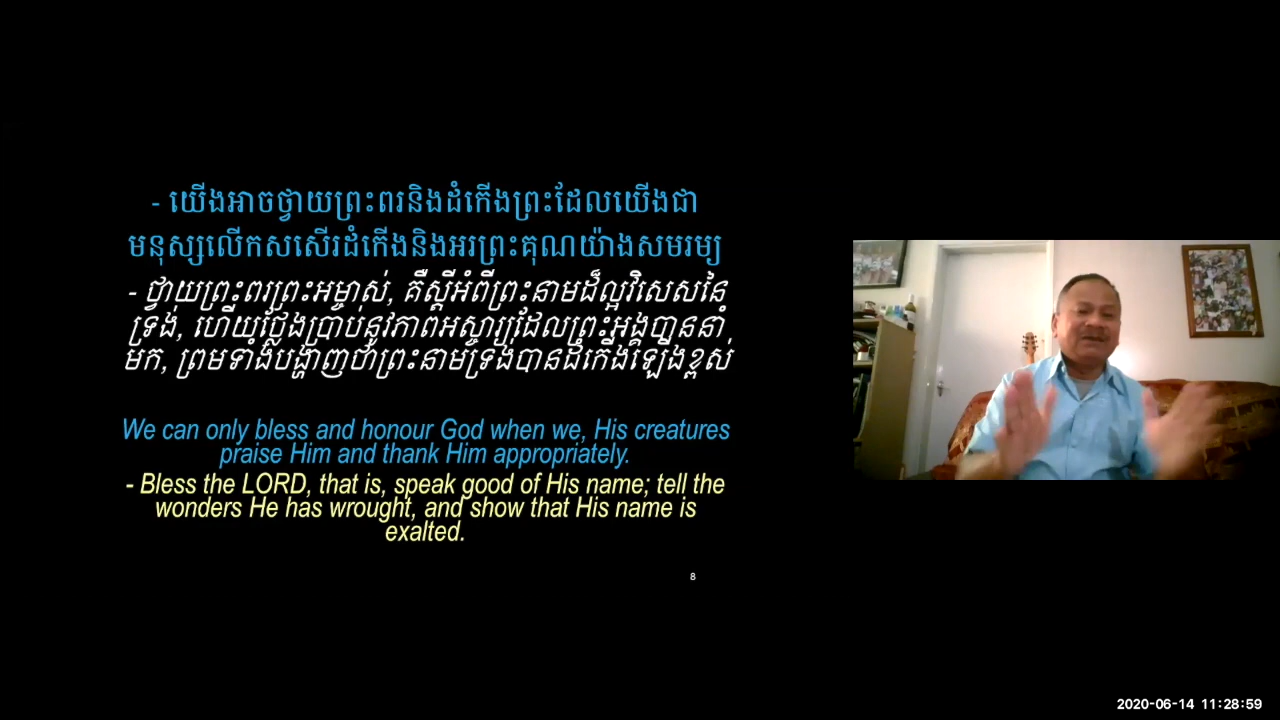 - យើងអាចថ្វាយព្រះពរនិងដំកើងព្រះដែលយើងជា
មនុស្សលើកសសើរដំកើងនិងអរព្រះគុណយ៉ាងសមរម្យ
- ថ្វាយព្រះពរព្រះអម្ចាស់, គឺស្ដីអំពីព្រះនាមដ៏ល្អវិសេសនៃ
ទ្រង់, ហើយថ្លែងប្រាប់នូវភាពអស្ចារ្យដែលព្រះអង្គបាននាំ
មក, ព្រមទាំងបង្ហាញថាព្រះនាមទ្រង់បានដំកើងឡើងខ្ពស់
We can only bless and honour God when we, His creatures
praise Him and thank Him appropriately.
- Bless the LORD, that is, speak good of His name; tell the
wonders He has wrought, and show that His name is
exalted.
8
2020-06-14 11:28:59